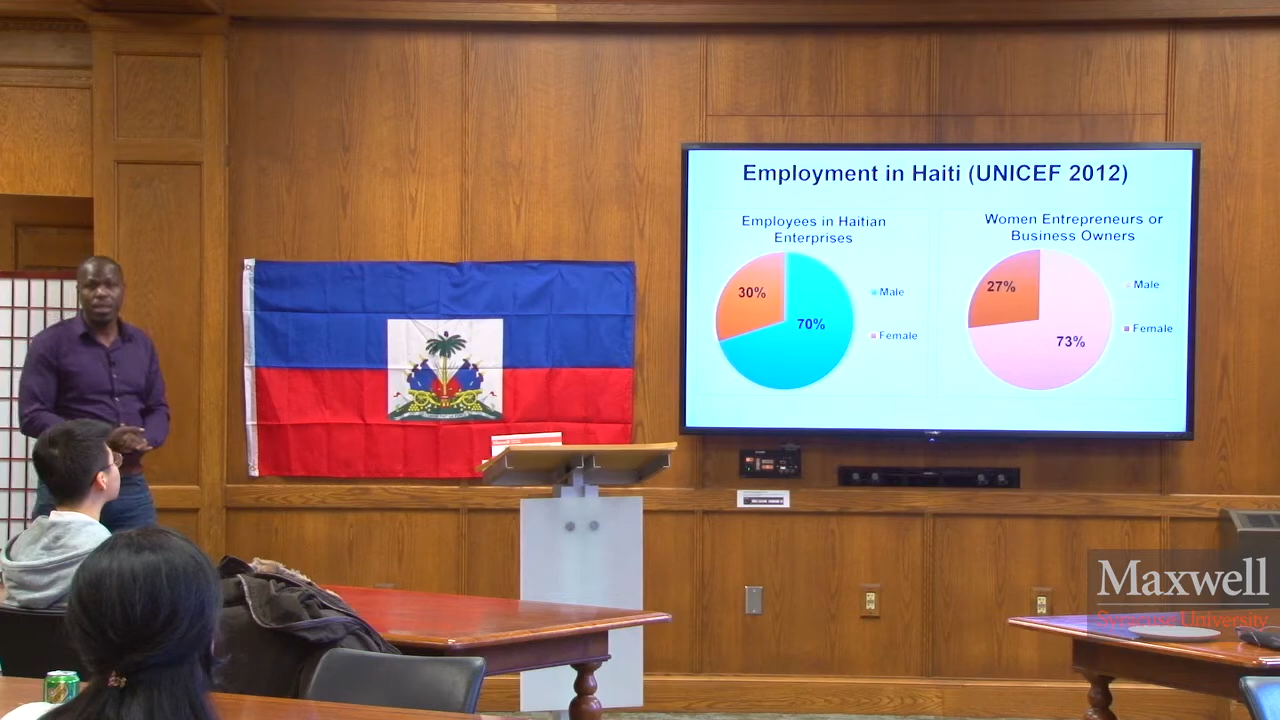 Employment in Haiti (UNICEF 2012)
Employees in Haitian
Enterprises
30%
70%
Male
Female
Women Entrepreneurs or
Business Owners
27%
73%
Male
Female
Maxwell
Syracuse University